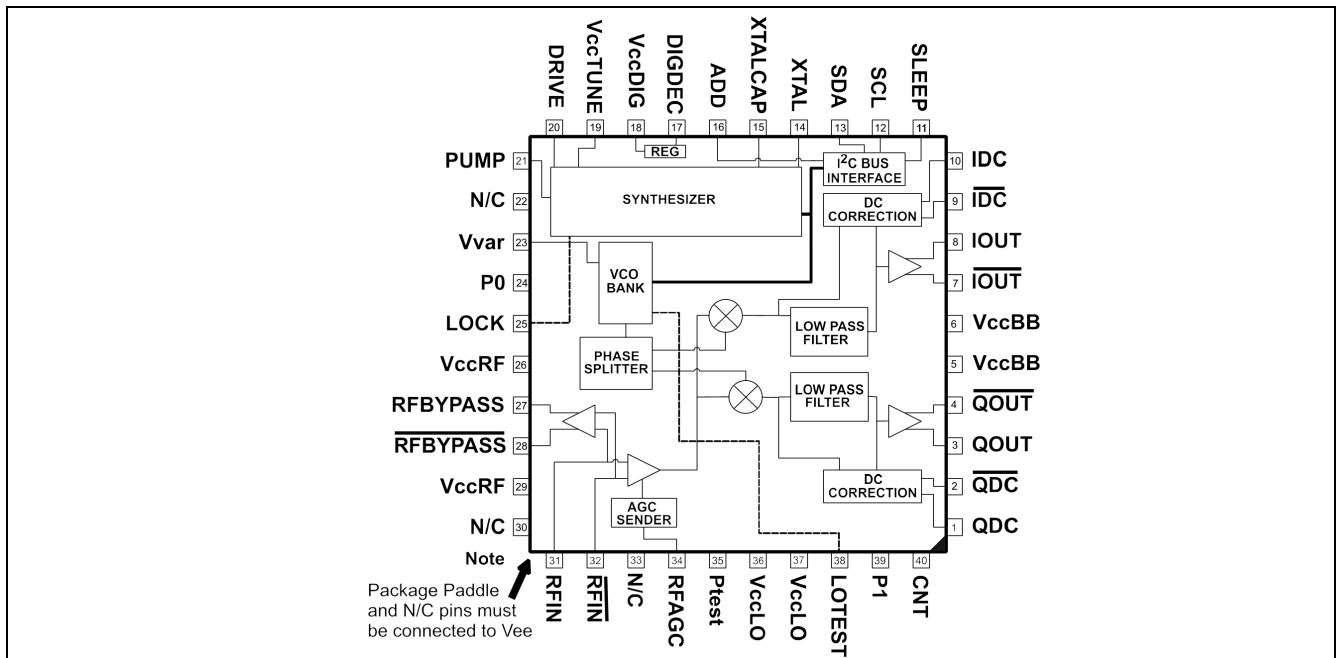 DRIVE
VccTUNE
VccDIG
DIGDEC
ADD
XTALCAP
XTAL
SDA
SCL
SLEEP
20
19
18
17
16
15
14
13
12
11
PUMP 21
N/C 22
Vvar 23
P0 24
LOCK 25
VccRF 26
RFBYPASS 27
RFBYPASS 28
VccRF 29
N/C 30
REG
SYNTHESIZER
I2C BUS
INTERFACE
DC
CORRECTION
VCO
BANK
LOW PASS
FILTER
PHASE
SPLITTER
LOW PASS
FILTER
DC
CORRECTION
AGC
SENDER
10 IDC
9 IDC
8 IOUT
7 IOUT
6 VccBB
5 VccBB
4 QOUT
3 QOUT
2 QDC
1 QDC
Note
Package Paddle
and N/C pins must
be connected to Vee
31
32
33
34
35
36
37
38
39
40
RFIN
RFIN
N/C
RFAGC
Ptest
VccLO
VccLO
LOTEST
P1
CNT